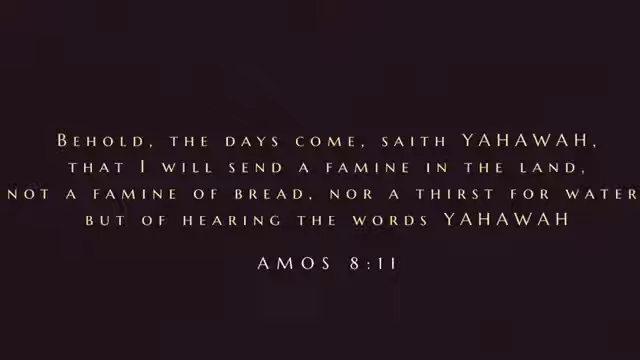 Behold, the days come, saith YAHAWAH,
that I will send a famine in the land,
not a famine of bread, nor a thirst for water
but of hearing the words YAHAWAH
AMOS 8:11